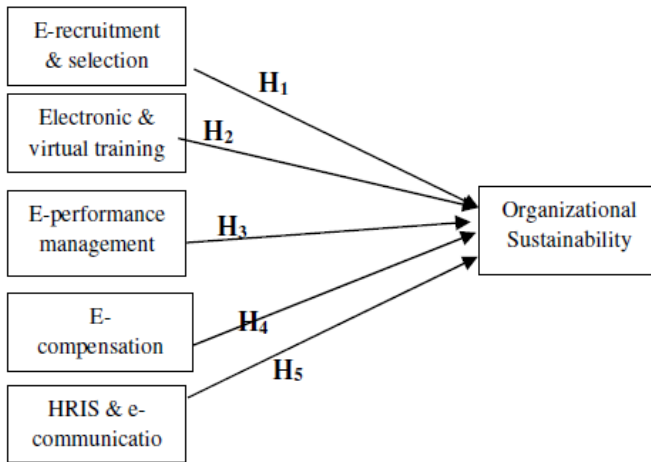 E-recruitment
& selection
H1
Electronic &
virtual training
H2
E-performance
management
H3
Organizational
Sustainability
E-
compensation
H4
HRIS & e-
communicatio
H5